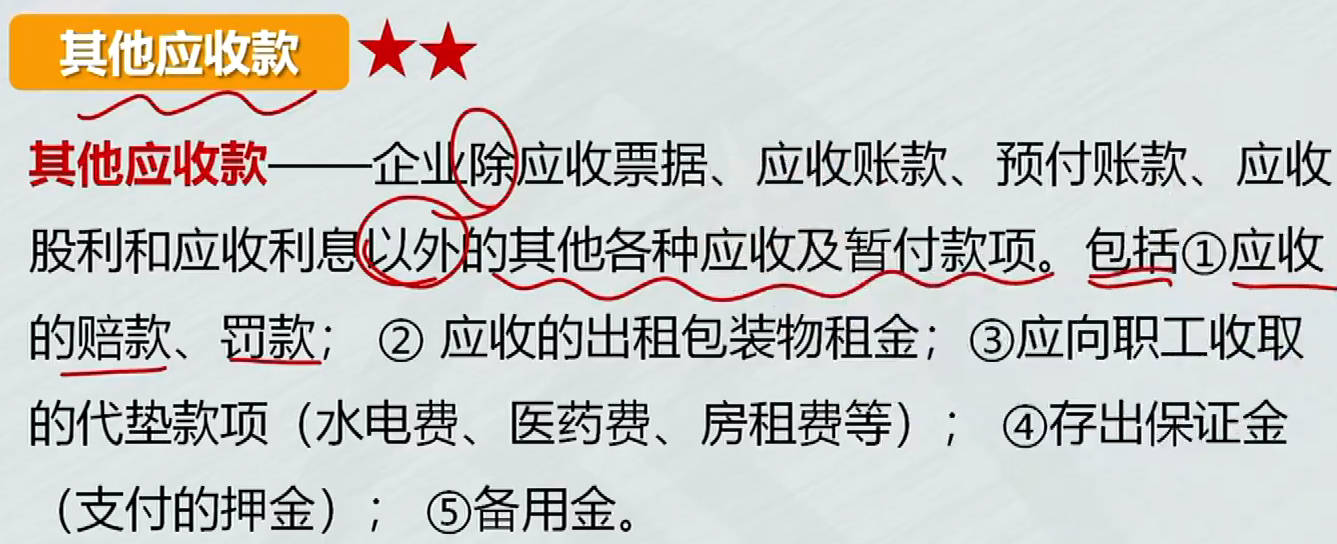 其他应收款
其他应收款——企业除应收票据、应收账款、预付账款、应收
股利和应收利息以外的其他各种应收及暂付款项。包括①应收
的赔款、罚款； ② 应收的出租包装物租金；③应向职工收取
的代垫款项（水电费、医药费、房租费等）； ④存出保证金
（支付的押金）； ⑤备用金。